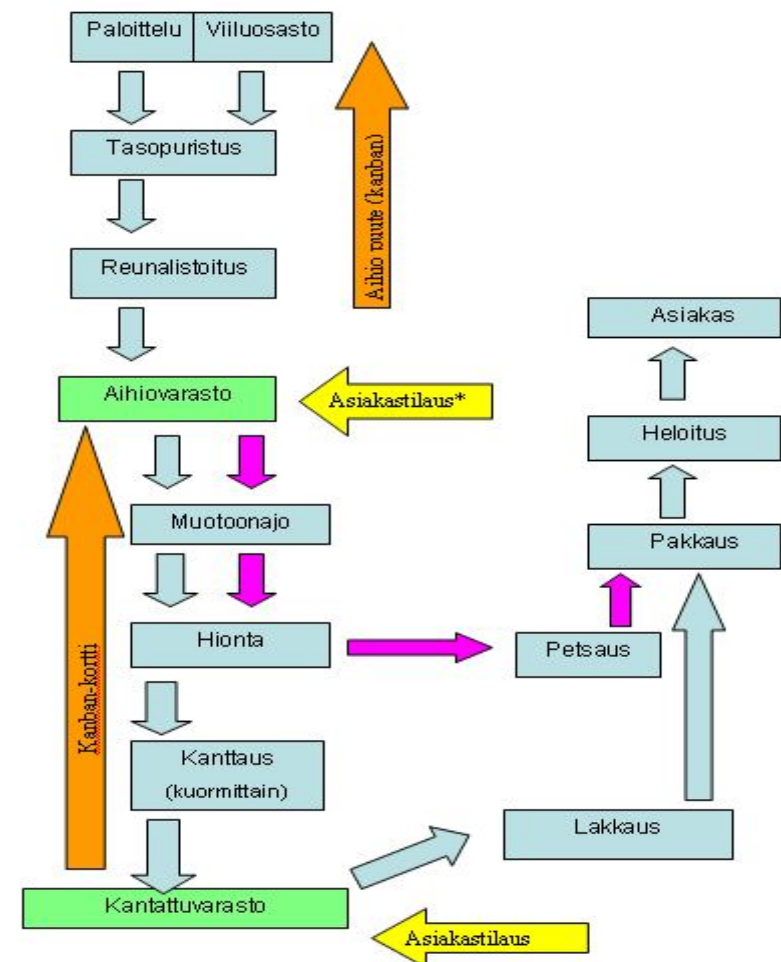 Paloittelu
Viiluosasto
Tasopuristus
Reunalistoitus
Aihio puute (kanban)
Aihiovarasto
Asiakastilaus*
Muotoonajo
Hionta
Kanban-kortti
Kanttaus
(kuormittain)
Kantattuvarasto
Asiakastilaus
Lakkaus
Petsaus
Pakkaus
Heloitus
Asiakas